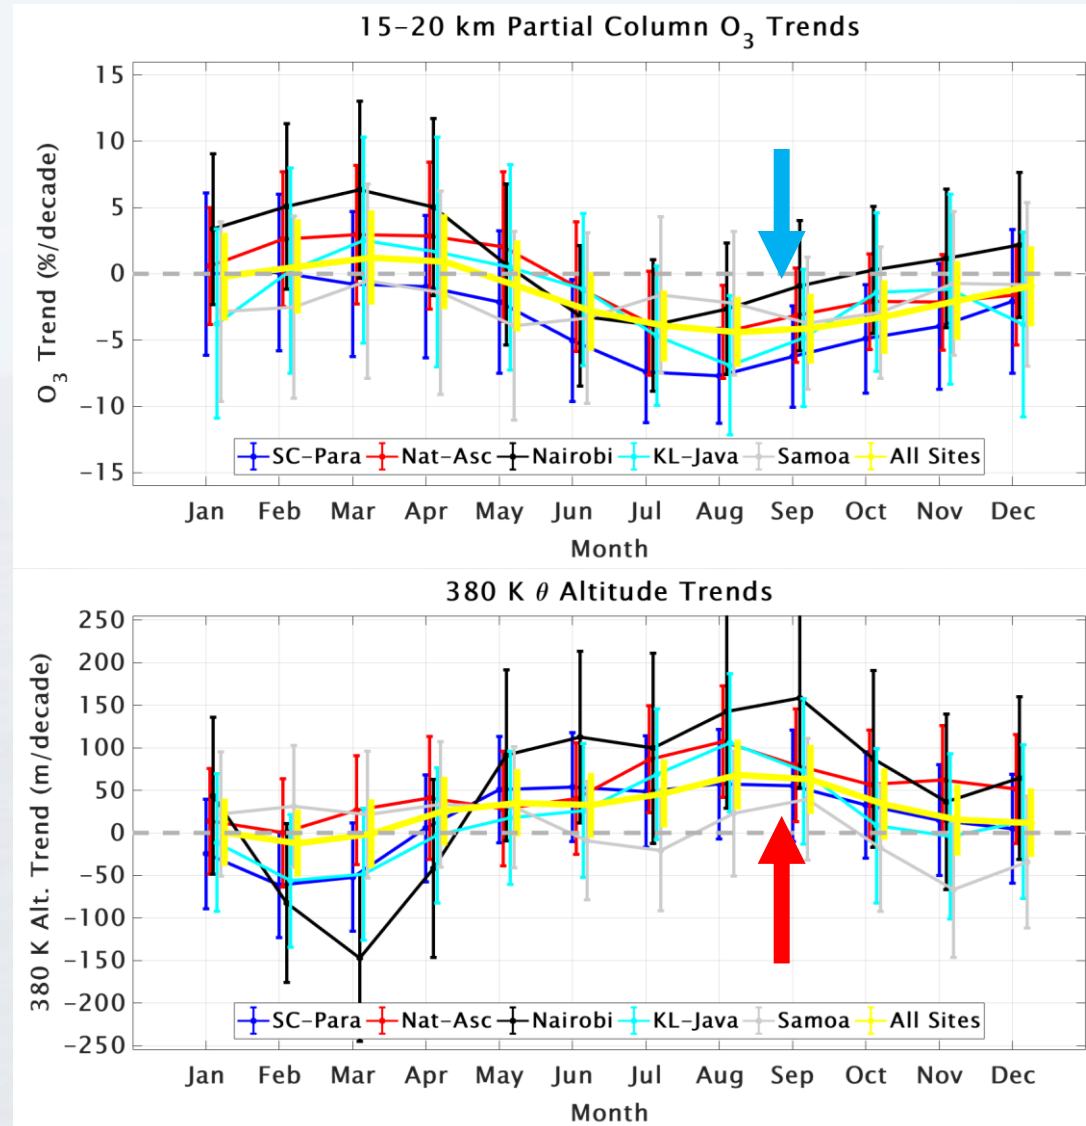 15−20 km Partial Column O3 Trends
O3 Trend (%/decade)
15
10
5
0
−5
−10
−15
SC−Para Nat−Asc Nairobi KL−Java Samoa All Sites
Jan Feb Mar Apr May Jun Jul Aug Sep Oct Nov Dec
Month
380 K θ Altitude Trends
380 K Alt. Trend (m/decade)
250
200
150
100
50
0
−50
−100
−150
−200
−250
SC−Para Nat−Asc Nairobi KL−Java Samoa All Sites
Jan Feb Mar Apr May Jun Jul Aug Sep Oct Nov Dec
Month